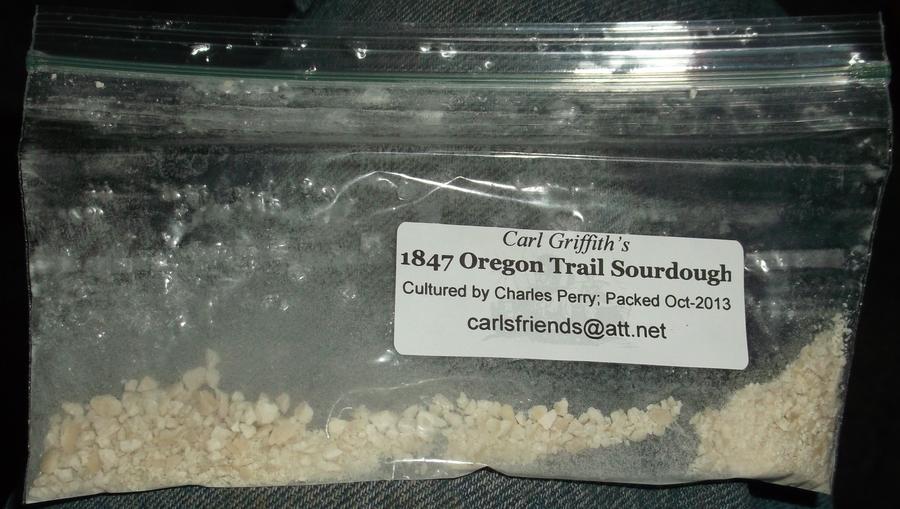 Carl Griffith's
1847 Oregon Trail Sourdough
Cultured by Charles Perry; Packed Oct-2013
carlsfriends@att.net